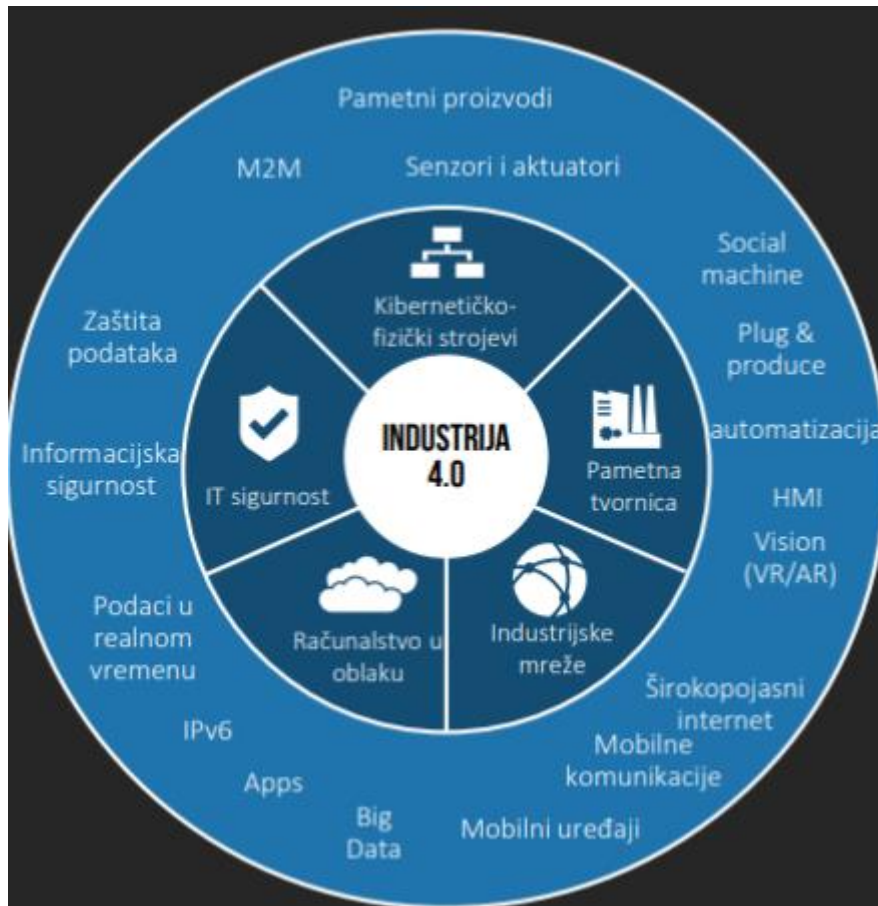 Pametni proizvodi
M2M
Senzori i aktuatori
Social
machine
Plug &
produce
automatizacija
HMI
Vision
(VR/AR)
Širokopojasni
internet
Mobilne
komunikacije
Mobilni uređaji
Big
Data
Apps
IPv6
Podaci u
realnom
vremenu
Informacijska
sigurnost
Zaštita
podataka
Kibernetičko-
fizički strojevi
Pametna
tvornica
Industrijske
mreže
Računalstvo u
oblaku
IT sigurnost
INDUSTRIJA
4.0